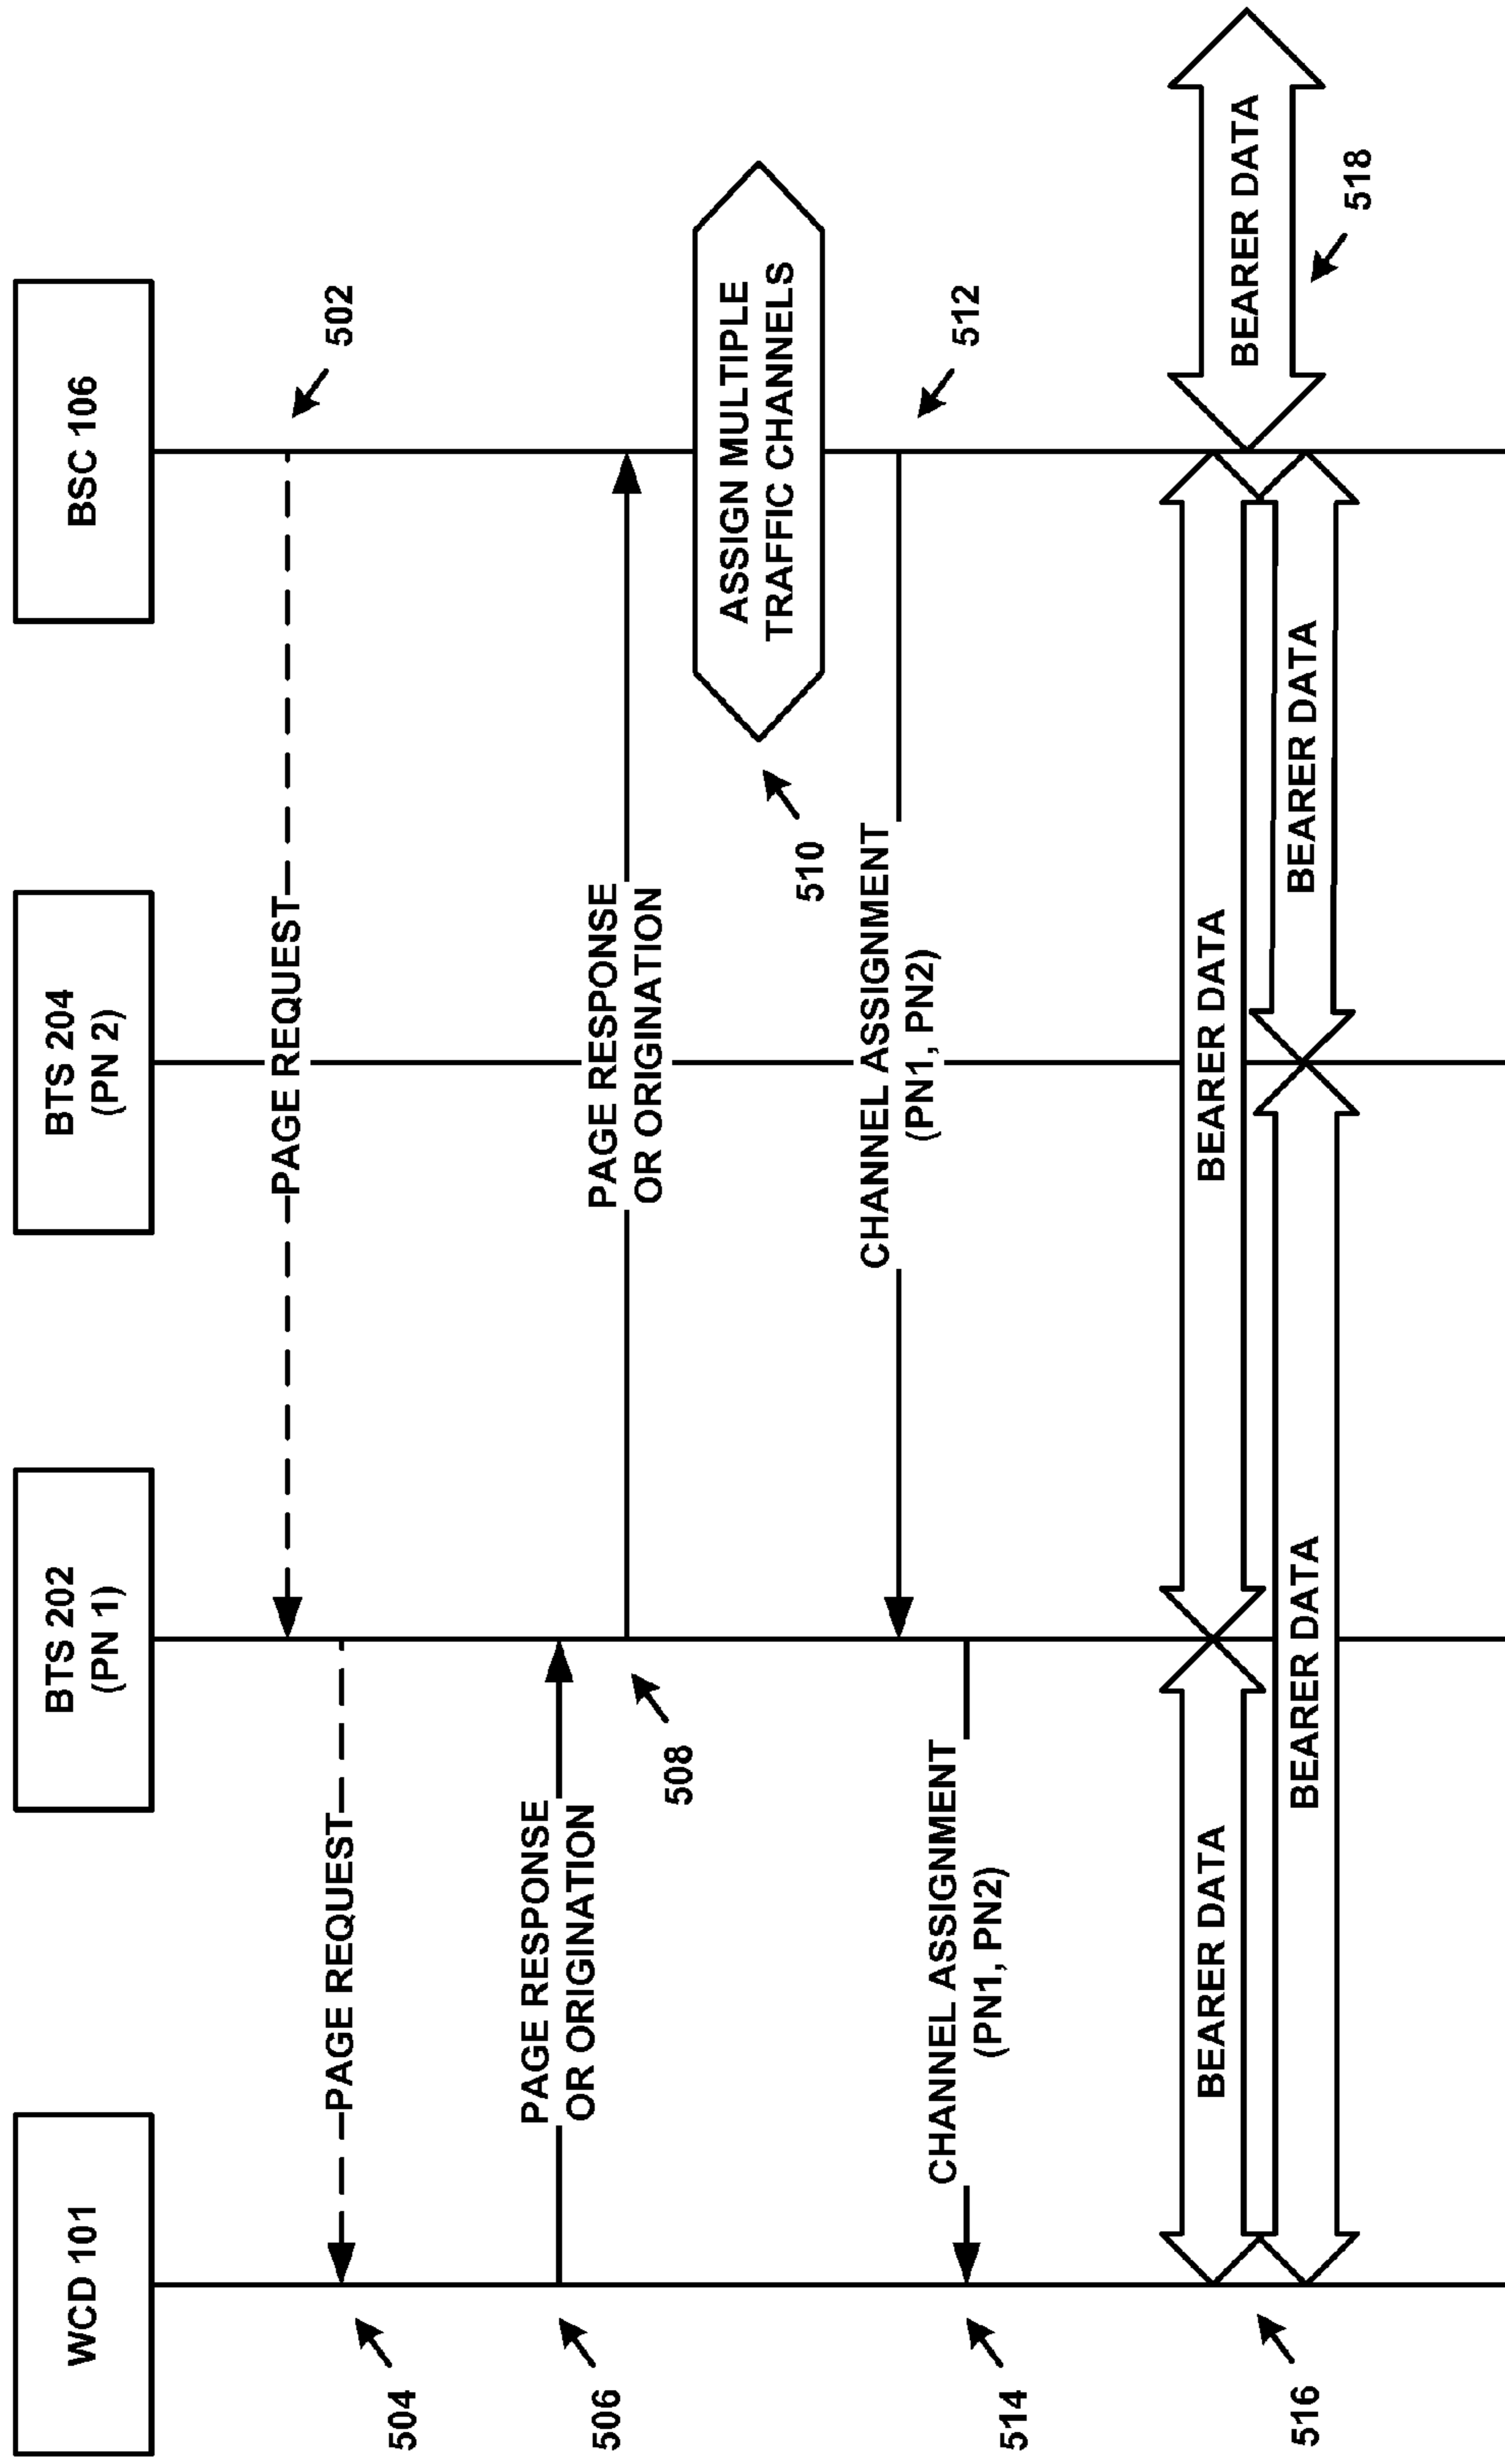 WCD 101
BTS 202
(PN 1)
BTS 204
(PN 2)
BSC 106
PAGE REQUEST
502
PAGE REQUEST
504
PAGE RESPONSE
OR ORIGINATION
506
PAGE RESPONSE
OR ORIGINATION
508
ASSIGN MULTIPLE
TRAFFIC CHANNELS
510
CHANNEL ASSIGNMENT
(PN1, PN2)
512
CHANNEL ASSIGNMENT
(PN1, PN2)
514
BEARER DATA
BEARER DATA
BEARER DATA
BEARER DATA
BEARER DATA
516
518